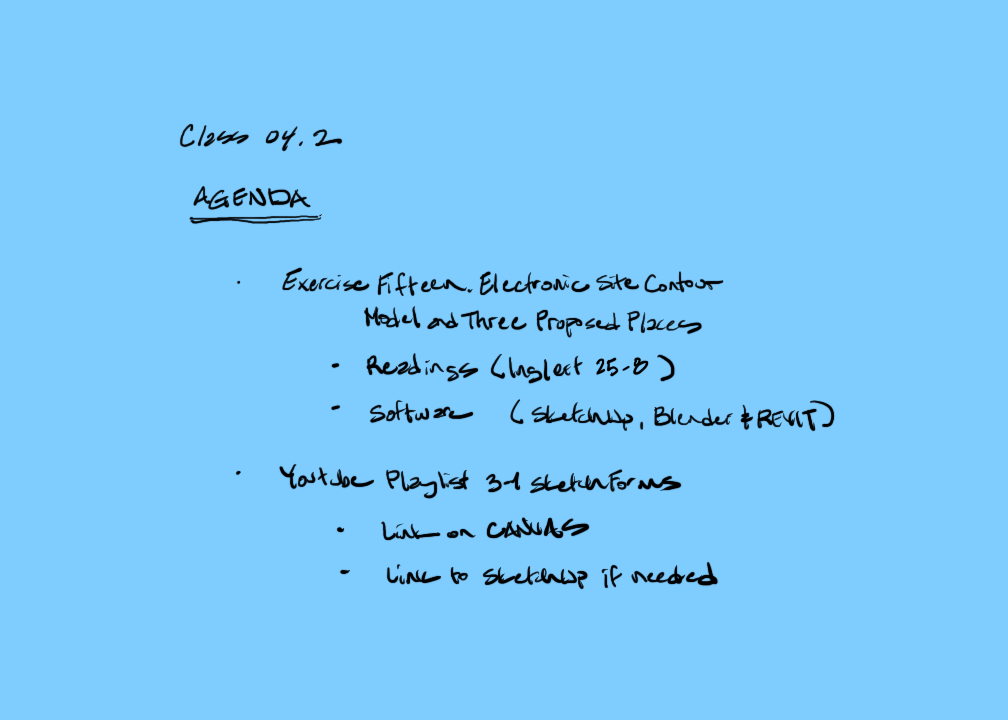 Class 04.2
AGENDA
· Exercise Fifteen. Electronic Site Contour
Model and Three Proposed Places
- Readings (Inglect 25-8)
- Software (SketchUp, Blender & REVIT)
· Youtube Playlist 3-1 SketchForms
· Link on CANVAS
- Link to SketchUp if needed